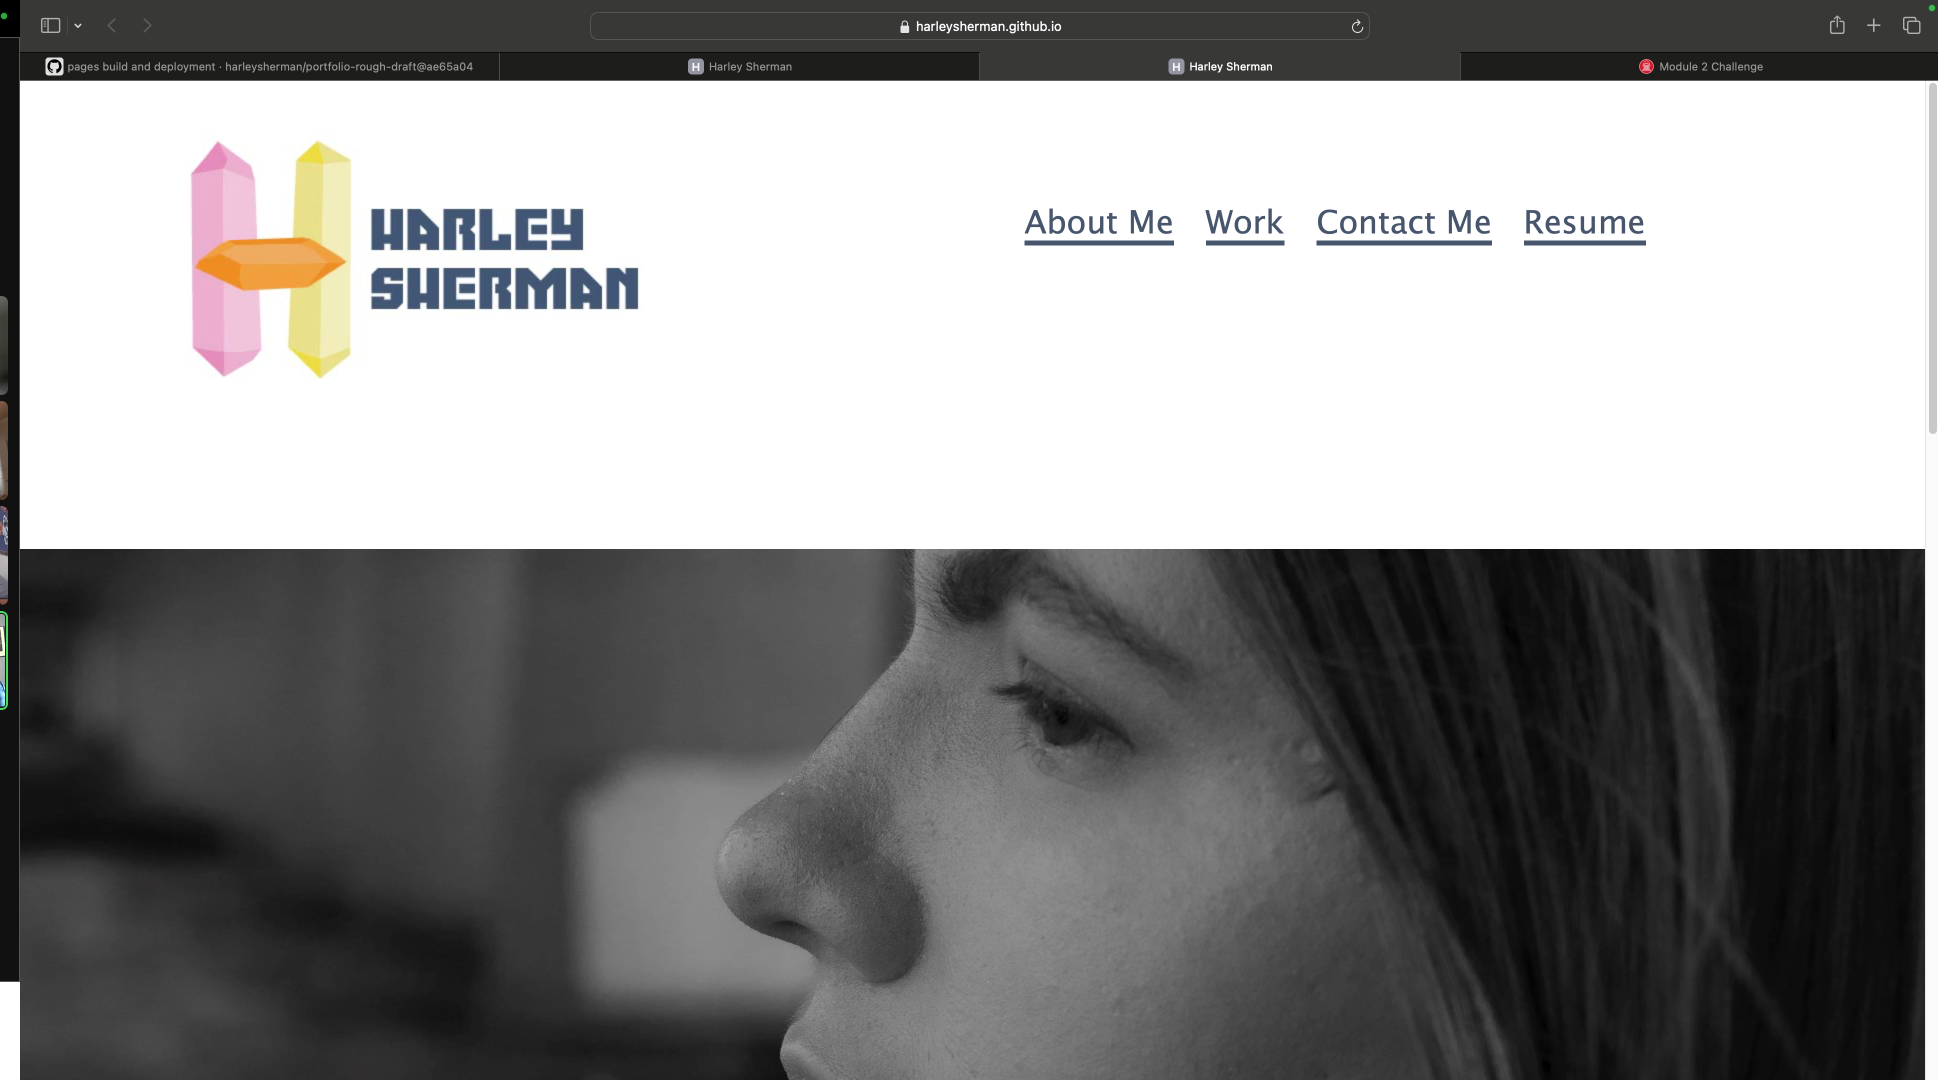 harleysherman.github.io
pages build and deployment · harleysherman/portfolio-rough-draft@ae65a04
H Harley Sherman
H Harley Sherman
Module 2 Challenge
HARLEY
SHERMAN
About Me Work Contact Me Resume